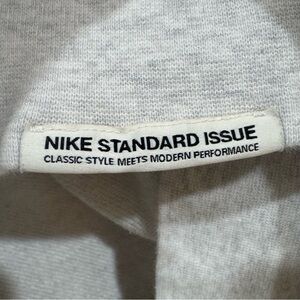 NIKE STANDARD ISSUE
CLASSIC STYLE MEETS MODERN PERFORMANCE